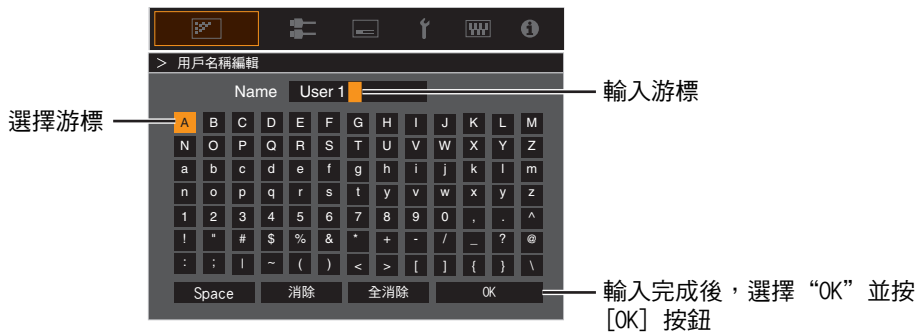 > 用戶名稱編輯
Name User 1
輸入游標
選擇游標
A B C D E F G H I J K L M
N O P Q R S T U V W X Y Z
a b c d e f g h i j k l m
n o p q r s t y v w x y z
1 2 3 4 5 6 7 8 9 0 , . ^
! " # $ % & * + - / _ ? @
: ; | ~ ( ) < > [ ] { } \
Space 消除 全消除 OK
輸入完成後，選擇“OK”並按
[OK] 按鈕